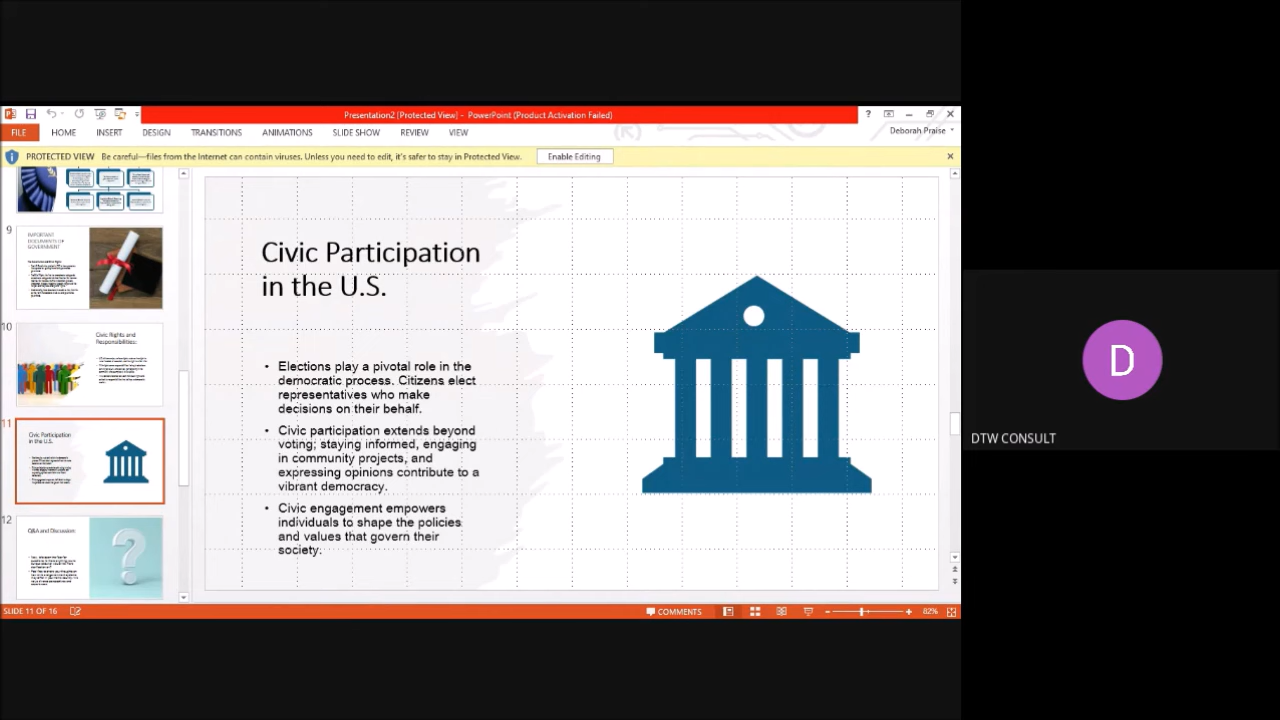 Presentation2 [Protected View] - PowerPoint (Product Activation Failed)
?
FILE HOME INSERT DESIGN TRANSITIONS ANIMATIONS SLIDE SHOW REVIEW VIEW
Deborah Praise
PROTECTED VIEW Be careful—files from the Internet can contain viruses. Unless you need to edit, it's safer to stay in Protected View. Enable Editing
9
IMPORTANT
DOCUMENTS OF
GOVERNMENT
10
Civic Rights and
Responsibilities:
11
Civic Participation
in the U.S.
12
Q&A and Discussion
Civic Participation
in the U.S.
• Elections play a pivotal role in the
democratic process. Citizens elect
representatives who make
decisions on their behalf.
• Civic participation extends beyond
voting; staying informed, engaging
in community projects, and
expressing opinions contribute to a
vibrant democracy.
• Civic engagement empowers
individuals to shape the policies
and values that govern their
society.
D
DTW CONSULT
SLIDE 11 OF 16
COMMENTS
82%